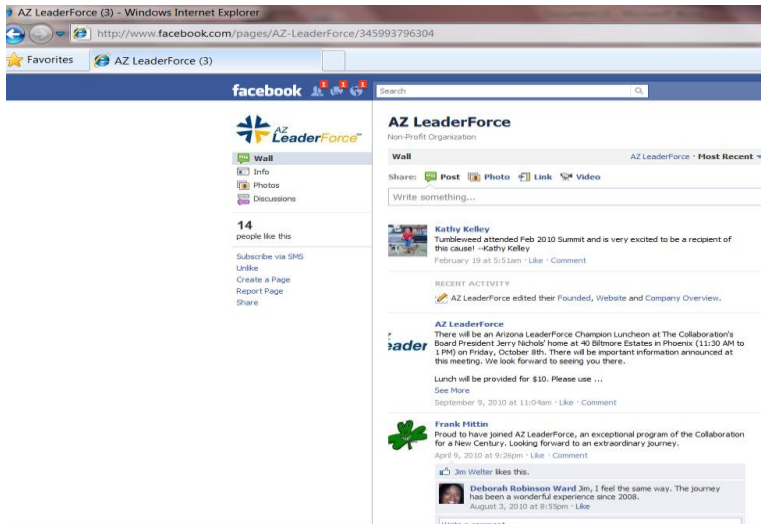 AZ LeaderForce (3) - Windows Internet Explorer
http://www.facebook.com/pages/AZ-LeaderForce/345993796304
Favorites
AZ LeaderForce (3)
facebook
1
1
1
Search
AZ
LeaderForce
Wall
Info
Photos
Discussions
14
people like this
Subscribe via SMS
Unlike
Create a Page
Report Page
Share
AZ LeaderForce
Non-Profit Organization
Wall
AZ LeaderForce · Most Recent
Share: Post Photo Link Video
Write something...
Kathy Kelley
Tumbleweed attended Feb 2010 Summit and is very excited to be a recipient of
this cause! --Kathy Kelley
February 19 at 5:51am · Like · Comment
RECENT ACTIVITY
AZ LeaderForce edited their Founded, Website and Company Overview.
eader
AZ LeaderForce
There will be an Arizona LeaderForce Champion Luncheon at The Collaboration's
Board President Jerry Nichols' home at 40 Biltmore Estates in Phoenix (11:30 AM to
1 PM) on Friday, October 8th. There will be important information announced at
this meeting. We look forward to seeing you there.
Lunch will be provided for $10. Please use ...
See More
September 9, 2010 at 11:04am · Like · Comment
Frank Mittin
Proud to have joined AZ LeaderForce, an exceptional program of the Collaboration
for a New Century. Looking forward to an extraordinary journey.
April 9, 2010 at 9:26pm · Like · Comment
Jim Welter likes this.
Deborah Robinson Ward Jim, I feel the same way. The journey
has been a wonderful experience since 2008.
August 3, 2010 at 8:55pm · Like
Write a comment